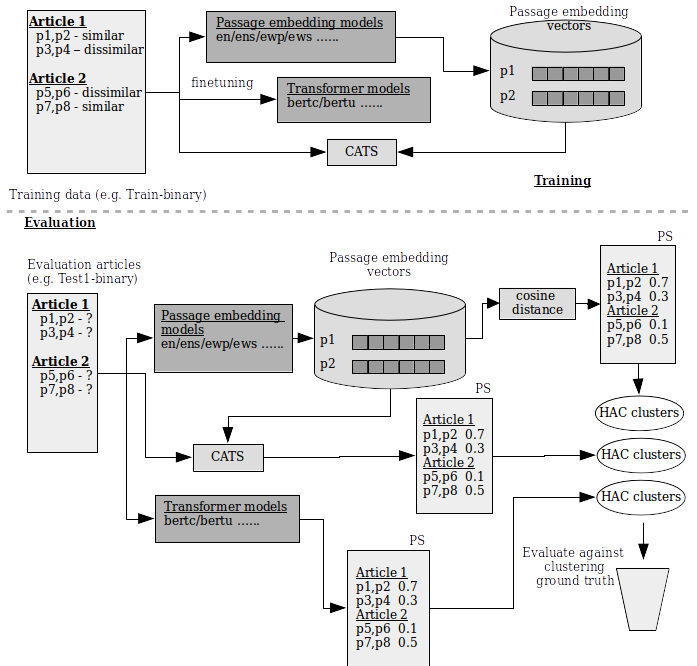 Article 1
p1,p2 - similar
p3,p4 – dissimilar
Article 2
p5,p6 - dissimilar
p7,p8 - similar
Training data (e.g. Train-binary)
finetuning
Passage embedding models
en/ens/ewp/ews ......
Transformer models
bertc/bertu ......
CATS
Passage embedding
vectors
p1
p2
Training
Evaluation
Evaluation articles
(e.g. Test1-binary)
Article 1
p1,p2 - ?
p3,p4 - ?
Article 2
p5,p6 - ?
p7,p8 - ?
Passage embedding
models
en/ens/ewp/ews ......
Passage embedding
vectors
p1
p2
cosine
distance
PS
Article 1
p1,p2 0.7
p3,p4 0.3
Article 2
p5,p6 0.1
p7,p8 0.5
CATS
PS
Article 1
p1,p2 0.7
p3,p4 0.3
Article 2
p5,p6 0.1
p7,p8 0.5
HAC clusters
HAC clusters
HAC clusters
Transformer models
bertc/bertu ......
PS
Article 1
p1,p2 0.7
p3,p4 0.3
Article 2
p5,p6 0.1
p7,p8 0.5
Evaluate against
clustering
ground truth